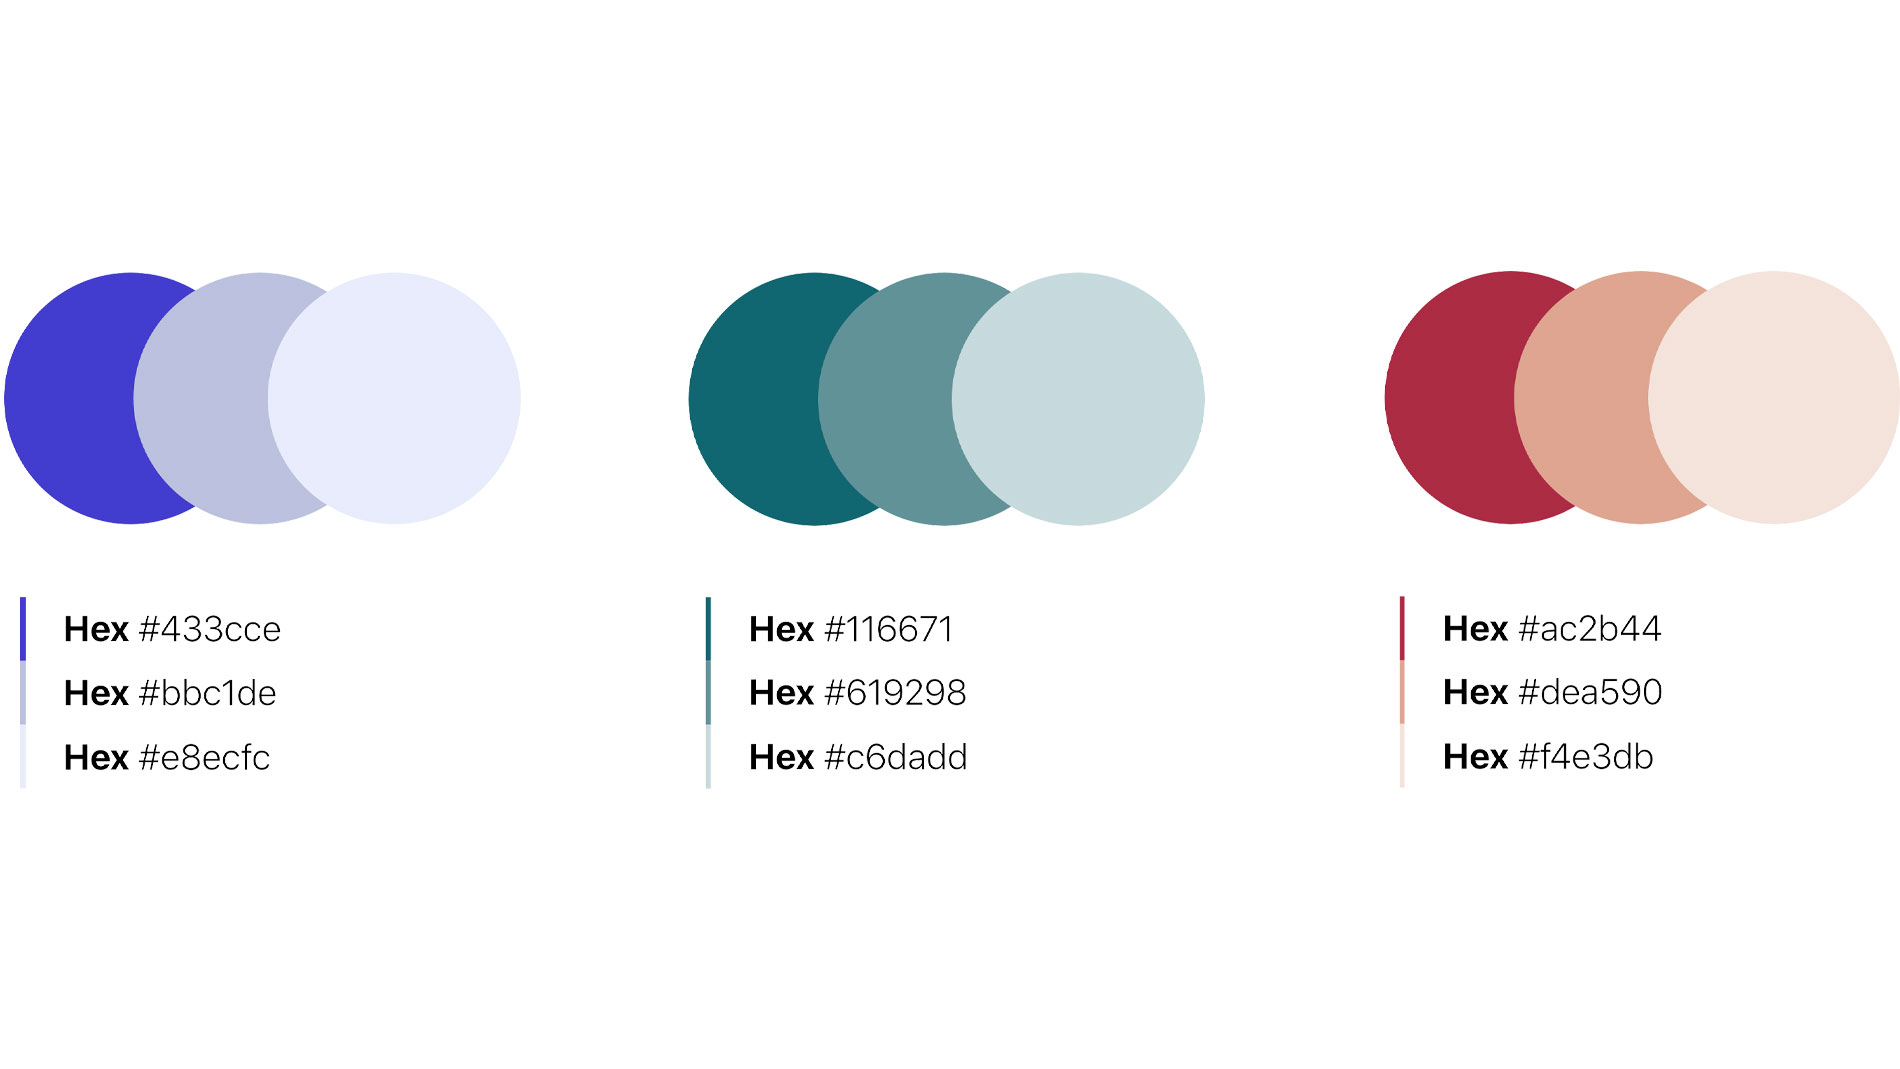 Hex #433cce
Hex #bbc1de
Hex #e8ecfc
Hex #116671
Hex #619298
Hex #c6dadd
Hex #ac2b44
Hex #dea590
Hex #f4e3db